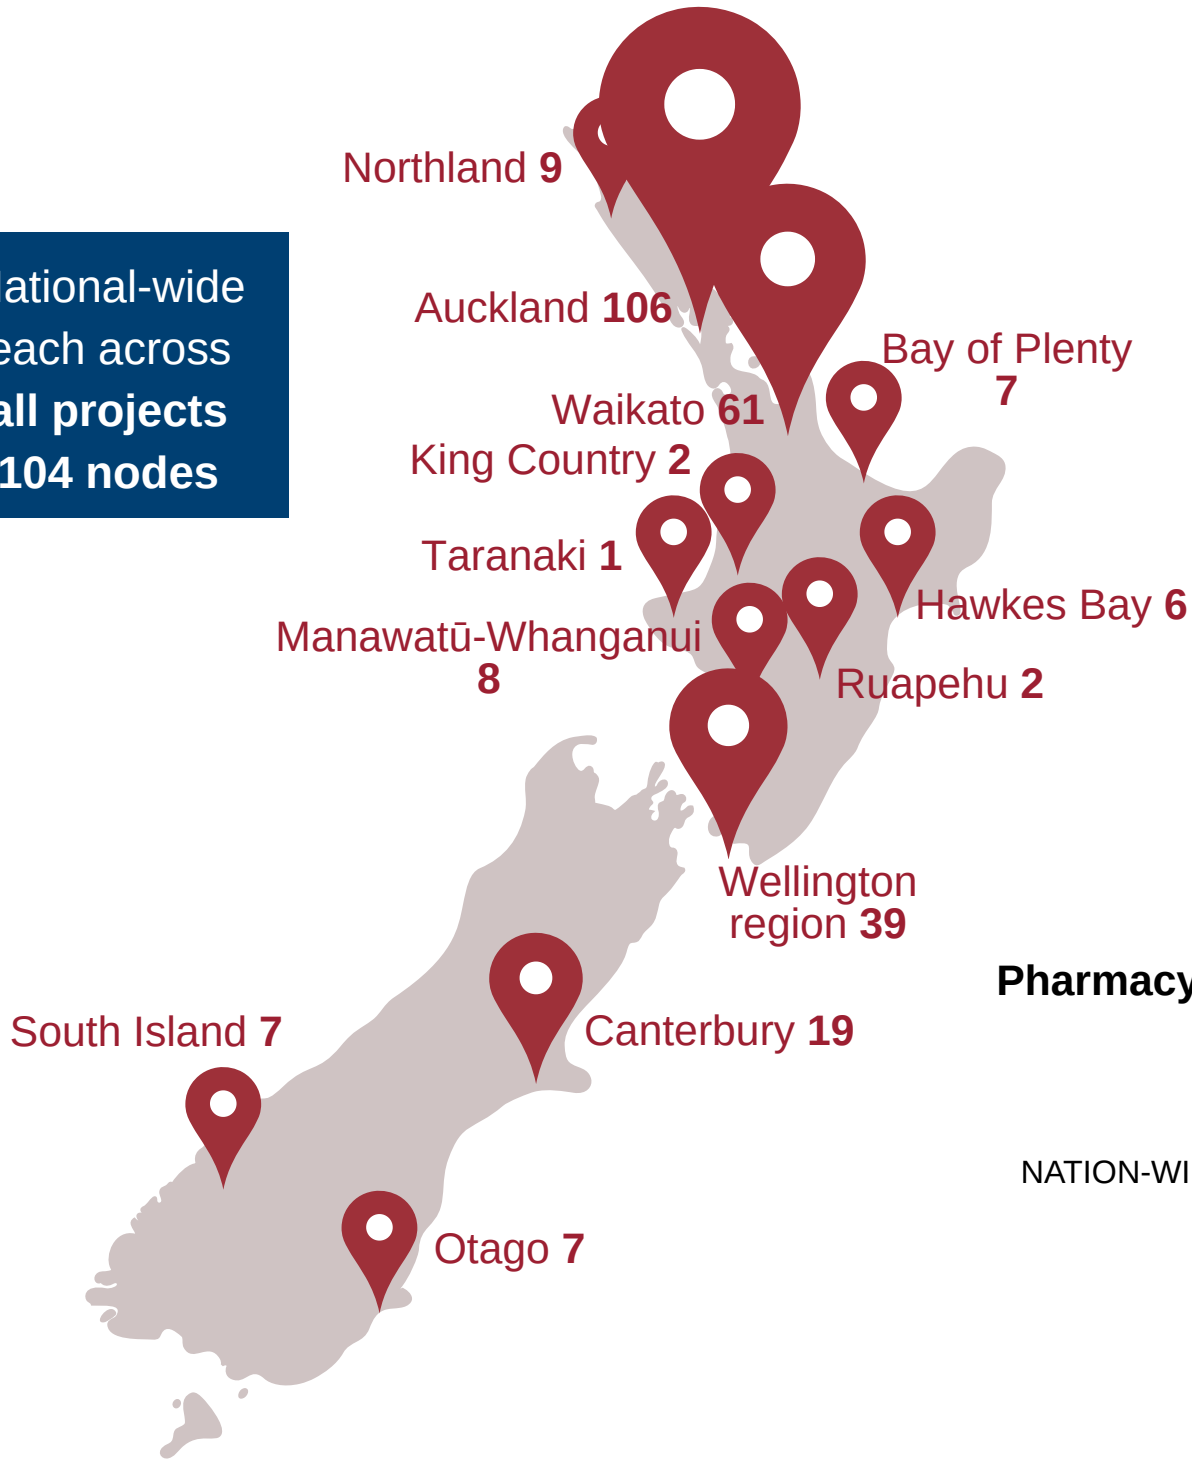 Northland 9
ational-wide
each across
all projects
104 nodes
Auckland 106
Bay of Plenty
7
Waikato 61
King Country 2
Taranaki 1
Hawkes Bay 6
Manawatū-Whanganui
8
Ruapehu 2
Wellington
region 39
Pharmacy
South Island 7
Canterbury 19
NATION-WI
Otago 7